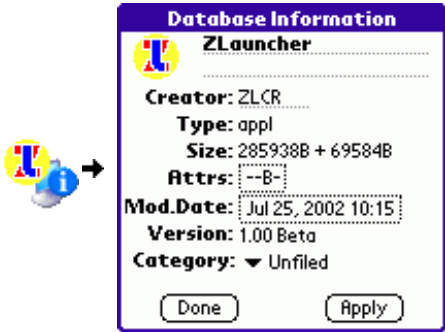 Database Information
ZLauncher
Creator: ZLCR
Type: appl
Size: 285938B + 69584B
Attrs: --B-
Mod.Date: Jul 25, 2002 10:15
Version: 1.00 Beta
Category: Unfiled
Done Apply